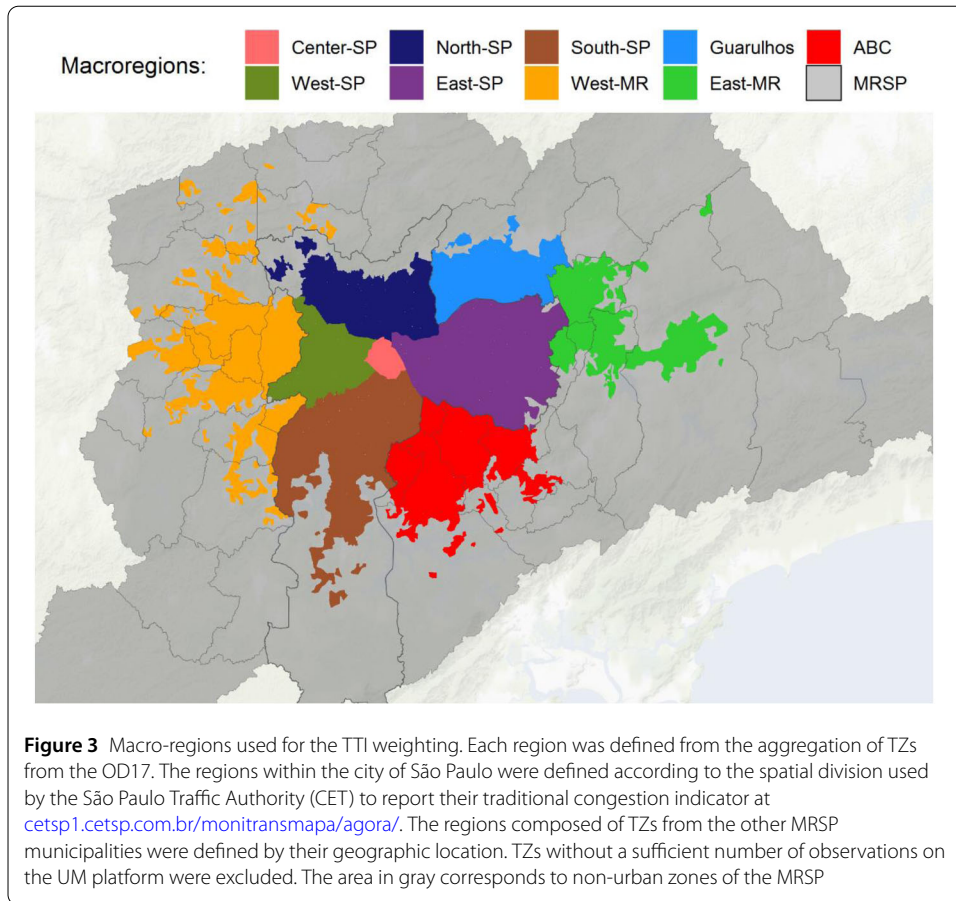 Macroregions:
Center-SP North-SP South-SP Guarulhos ABC
West-SP East-SP West-MR East-MR MRSP
Figure 3 Macro-regions used for the TTI weighting. Each region was defined from the aggregation of TZs
from the OD17. The regions within the city of São Paulo were defined according to the spatial division used
by the São Paulo Traffic Authority (CET) to report their traditional congestion indicator at
cetsp1.cetsp.com.br/monitransmapa/agora/. The regions composed of TZs from the other MRSP
municipalities were defined by their geographic location. TZs without a sufficient number of observations on
the UM platform were excluded. The area in gray corresponds to non-urban zones of the MRSP